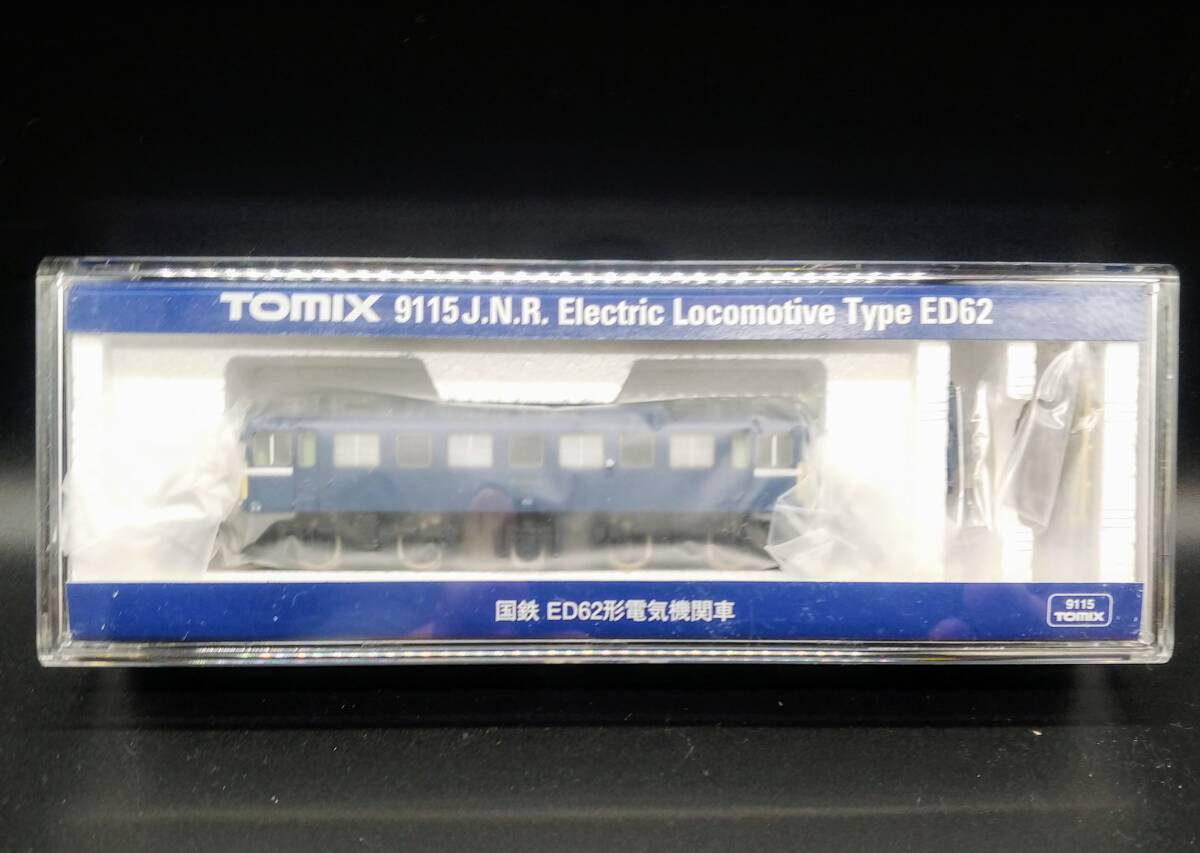 TOMIX 9115 J.N.R. Electric Locomotive Type ED62
国鉄 ED62形電気機関車
9115
TOMIX